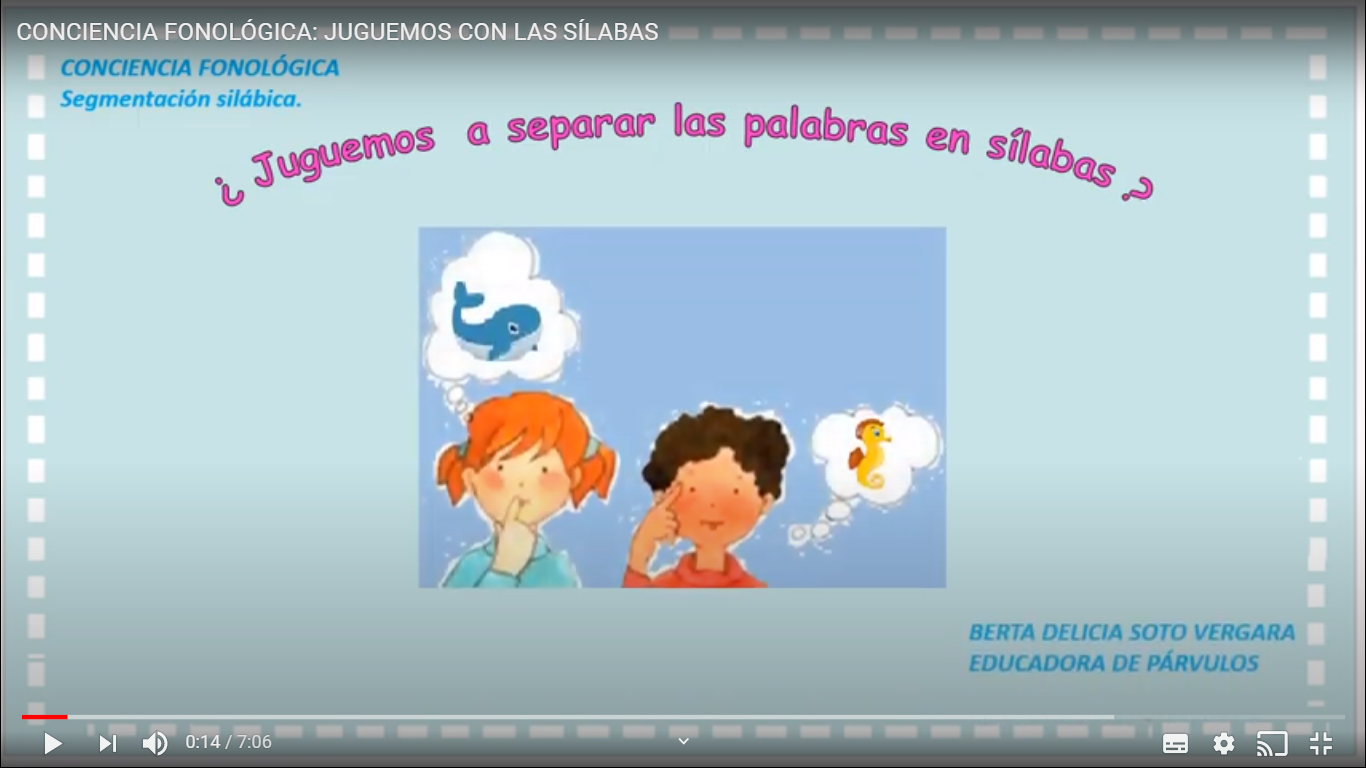 CONCIENCIA FONOLÓGICA: JUGUEMOS CON LAS SÍLABAS
CONCIENCIA FONOLÓGICA
Segmentación silábica.
¿ Juguemos a separar las palabras en sílabas ?
BERTA DELICIA SOTO VERGARA
EDUCADORA DE PÁRVULOS
0:14 / 7:06